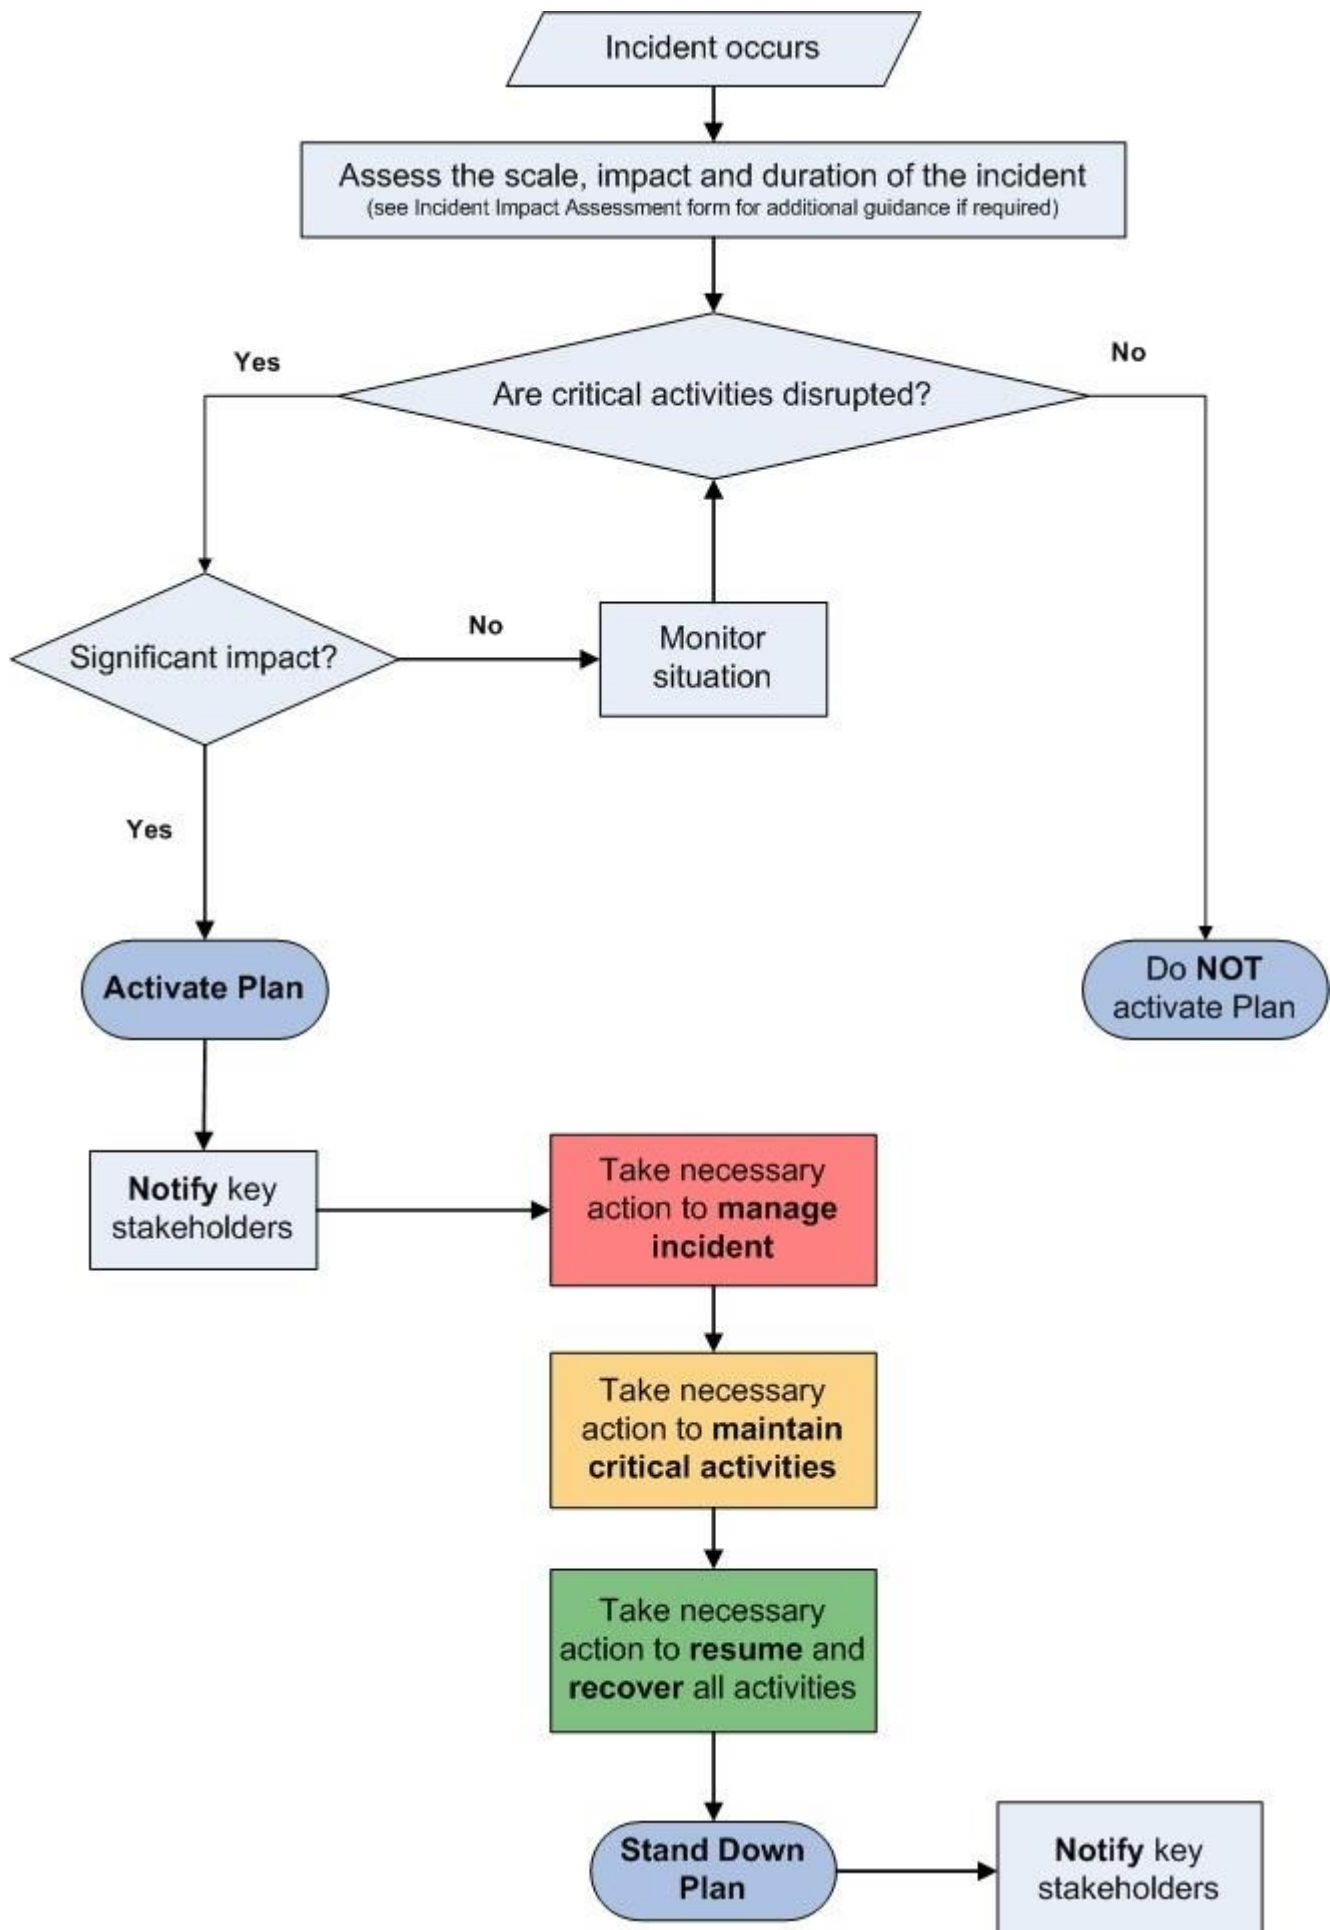 Incident occurs
Assess the scale, impact and duration of the incident
(see Incident Impact Assessment form for additional guidance if required)
Yes
No
Are critical activities disrupted?
Significant impact?
No
Monitor
situation
Yes
Activate Plan
Do NOT
activate Plan
Notify key
stakeholders
Take necessary
action to manage
incident
Take necessary
action to maintain
critical activities
Take necessary
action to resume and
recover all activities
Stand Down
Plan
Notify key
stakeholders